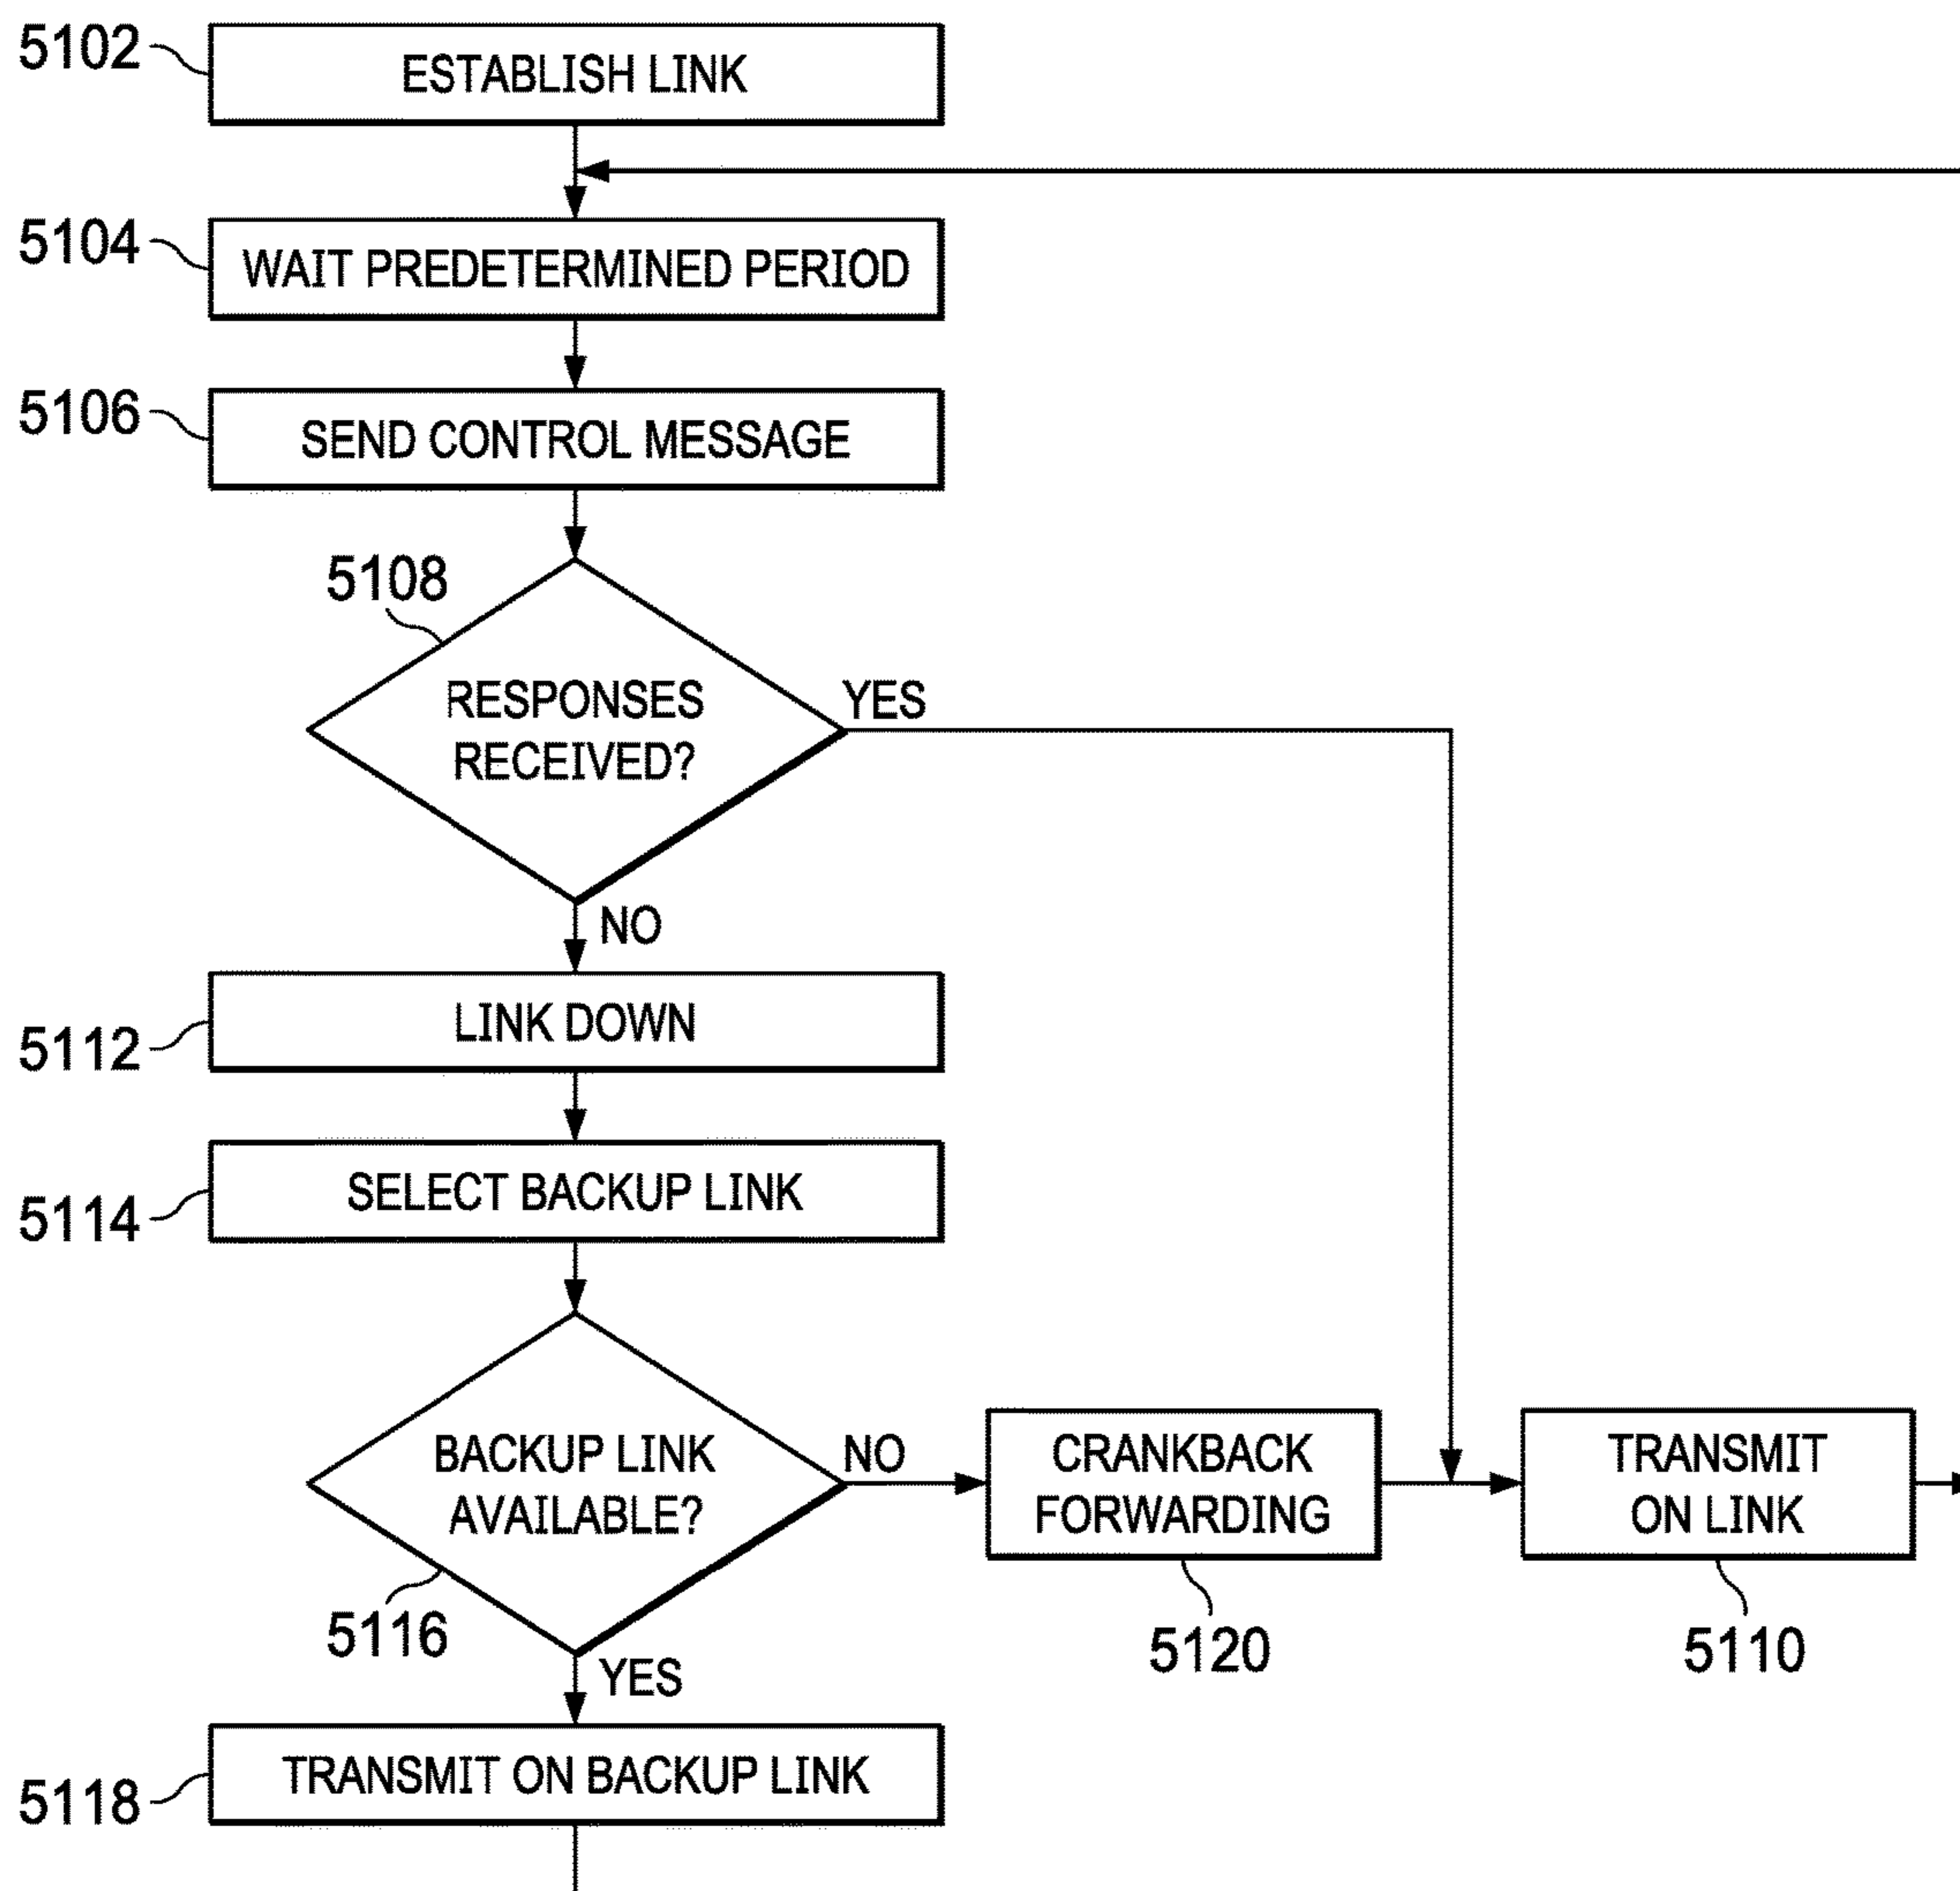 5102
ESTABLISH LINK
5104
WAIT PREDETERMINED PERIOD
5106
SEND CONTROL MESSAGE
5108
RESPONSES
RECEIVED?
YES
NO
5112
LINK DOWN
5114
SELECT BACKUP LINK
BACKUP LINK
AVAILABLE?
NO
CRANKBACK
FORWARDING
TRANSMIT
ON LINK
5116
5120
5110
YES
5118
TRANSMIT ON BACKUP LINK